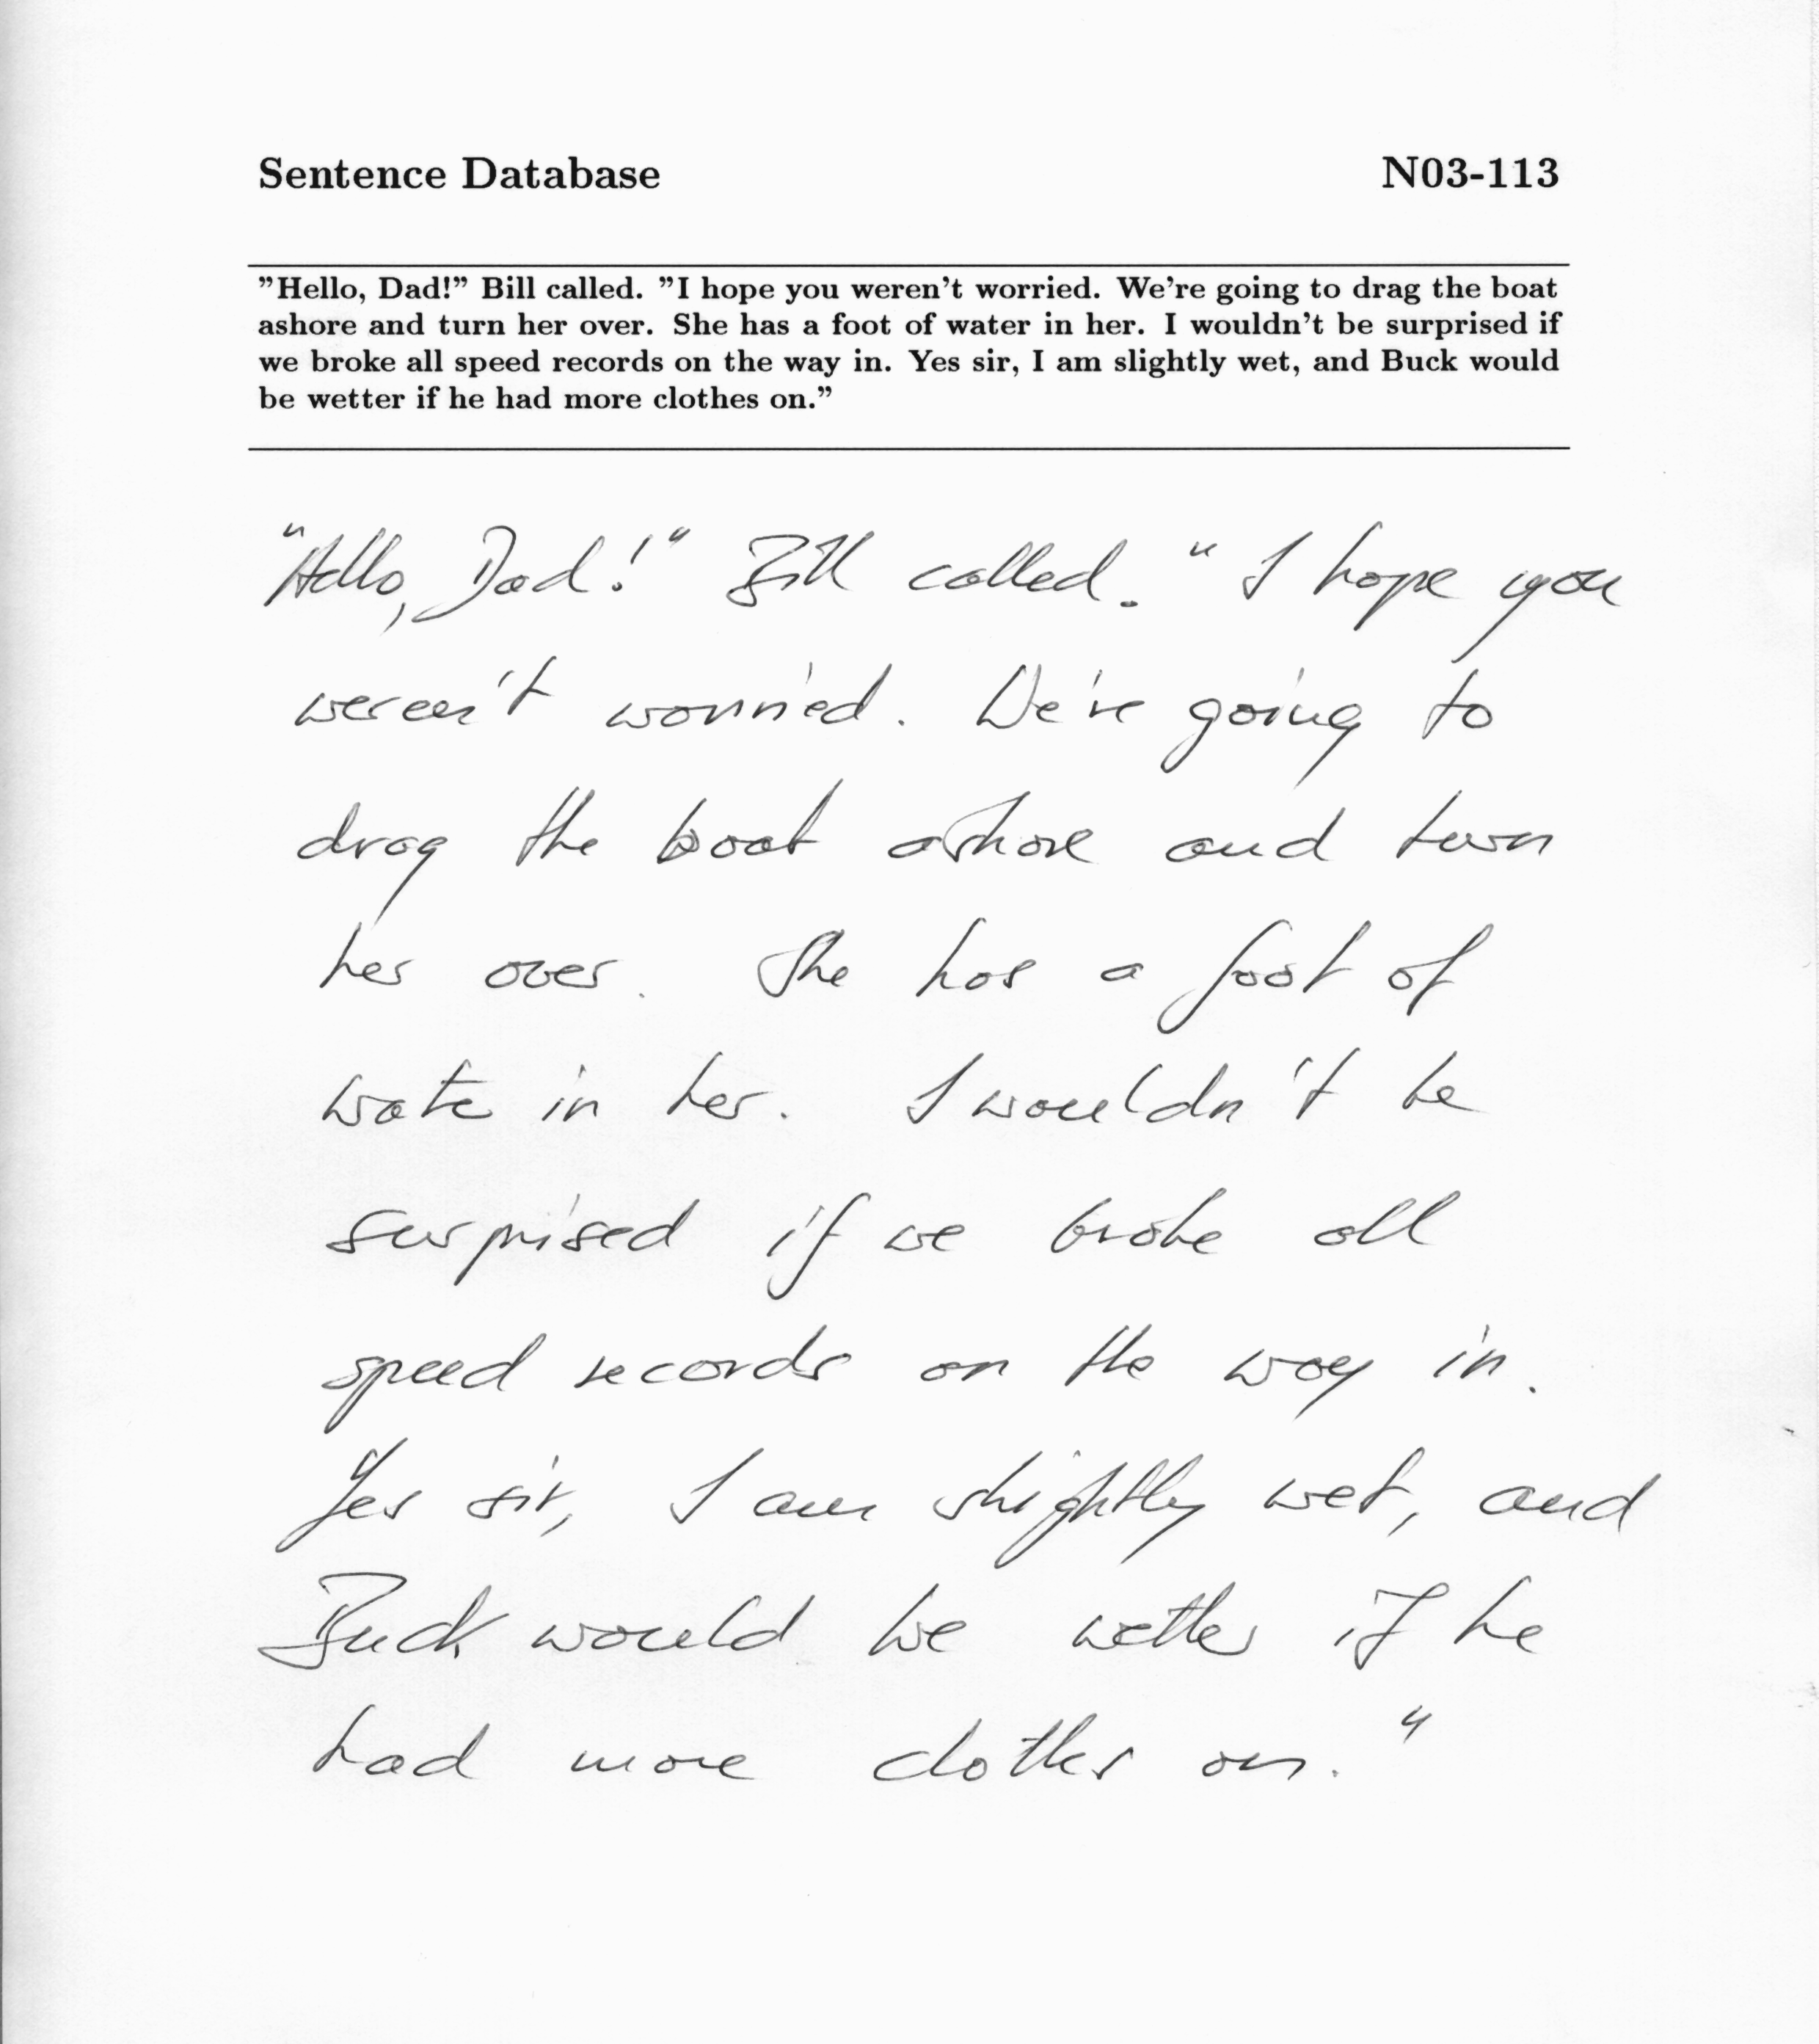 Sentence Database N03-113
"Hello, Dad!" Bill called. "I hope you weren't worried. We're going to drag the boat
ashore and turn her over. She has a foot of water in her. I wouldn't be surprised if
we broke all speed records on the way in. Yes sir, I am slightly wet, and Buck would
be wetter if he had more clothes on."
"Hello, Dad!" Bill called. "I hope you
weren't worried. We're going to
drag the boat ashore and turn
her over. She has a foot of
water in her. I wouldn't be
surprised if we broke all
speed records on the way in.
Yes sir, I am slightly wet, and
Buck would be wetter if he
had more clothes on."